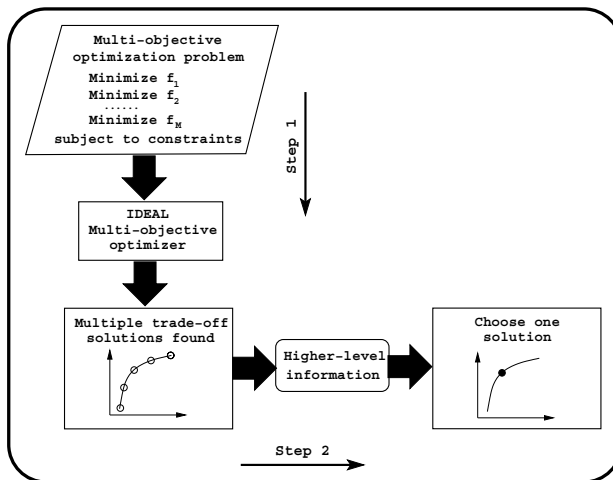 Multi-objective
optimization problem
Minimize f1
Minimize f2
......
Minimize fM
subject to constraints
Step 1
IDEAL
Multi-objective
optimizer
Multiple trade-off
solutions found
Higher-level
information
Choose one
solution
Step 2